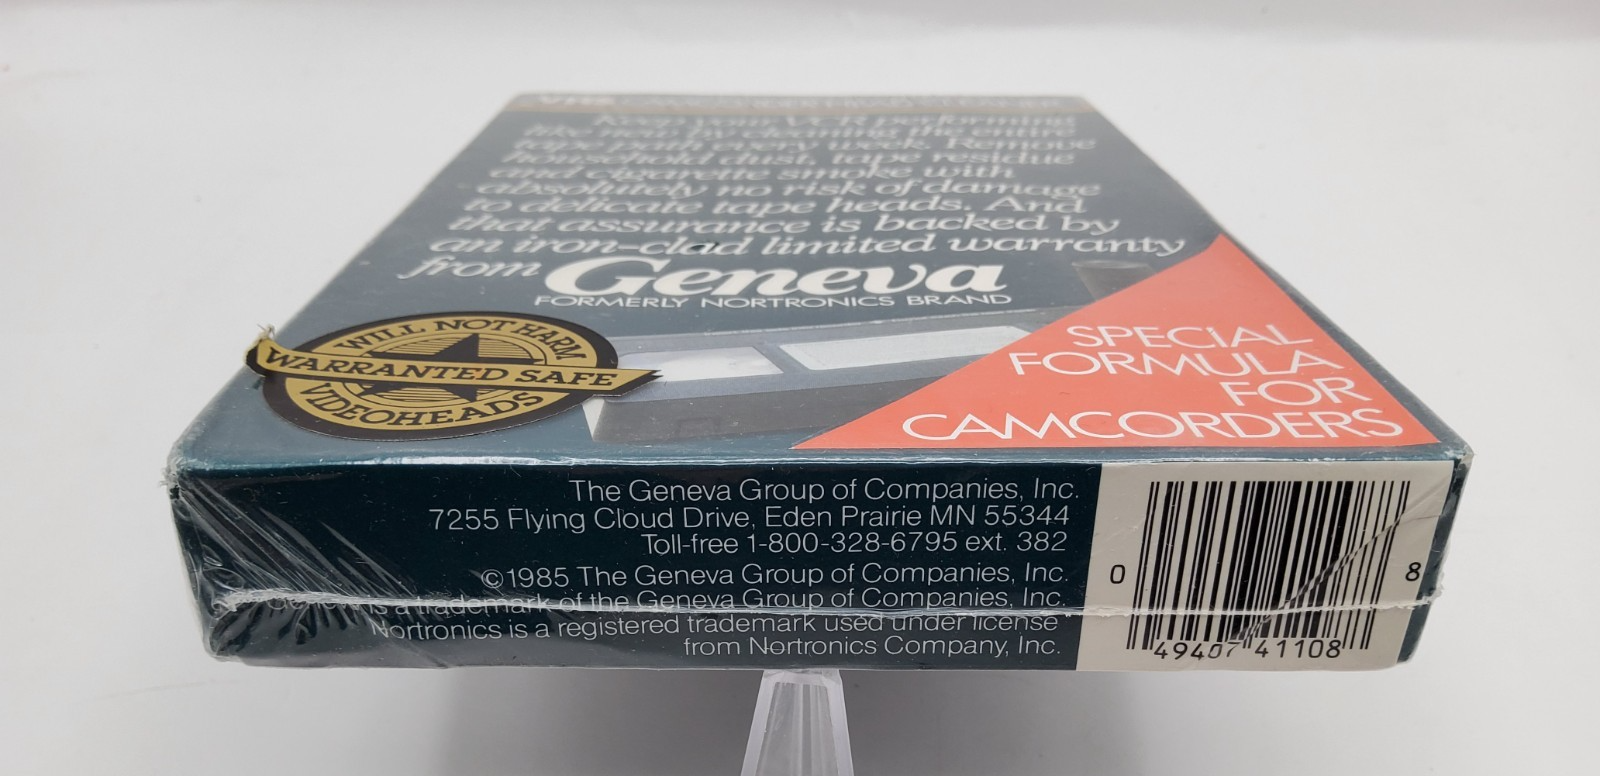 VHS CAMCORDER HEAD CLEANER
Keep your VCR performing
like new by cleaning the entire
tape path every week. Remove
household dust, tape residue
and cigarette smoke with
absolutely no risk of damage
to delicate tape heads. And
that assurance is backed by
an iron-clad limited warranty
from Geneva
FORMERLY NORTRONICS BRAND
WILL NOT HARM
WARRANTED SAFE
VIDEOHEADS
SPECIAL
FORMULA
FOR
CAMCORDERS
The Geneva Group of Companies, Inc.
7255 Flying Cloud Drive, Eden Prairie MN 55344
Toll-free 1-800-328-6795 ext. 382
©1985 The Geneva Group of Companies, Inc.
Geneva is a trademark of the Geneva Group of Companies, Inc.
Nortronics is a registered trademark used under license
from Nortronics Company, Inc.
0 49407 41108 8